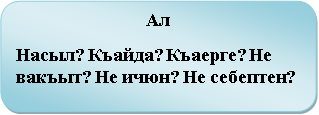 Ал
Насыл? Къайда? Къаерге? Не
вакъыт? Не ичюн? Не себептен?